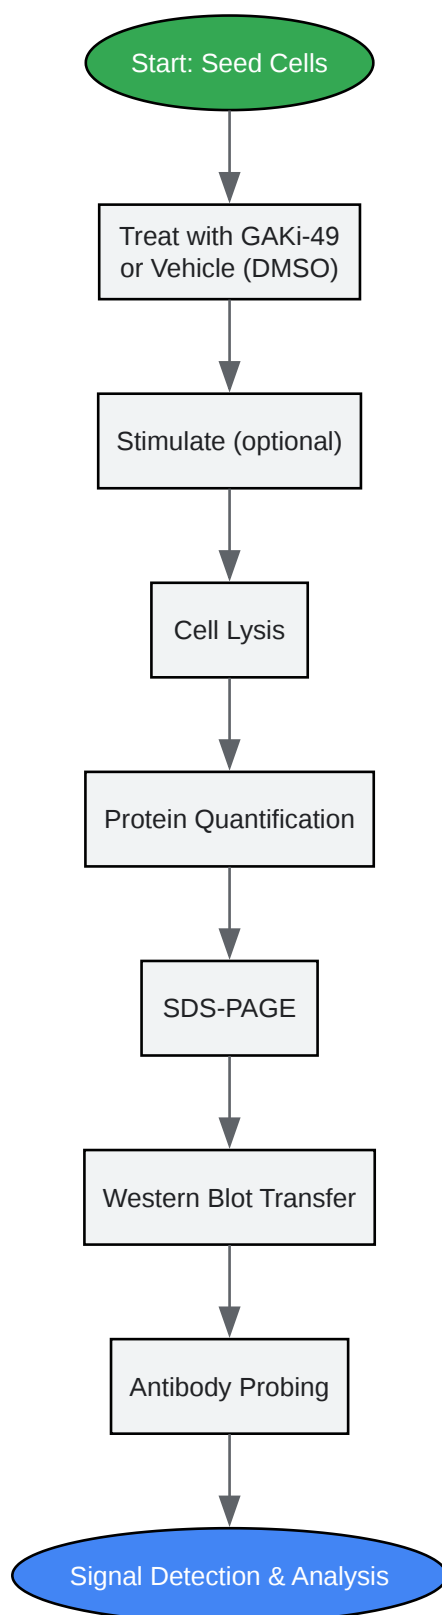 Start: Seed Cells
Treat with GAKi-49
or Vehicle (DMSO)
Stimulate (optional)
Cell Lysis
Protein Quantification
SDS-PAGE
Western Blot Transfer
Antibody Probing
Signal Detection & Analysis